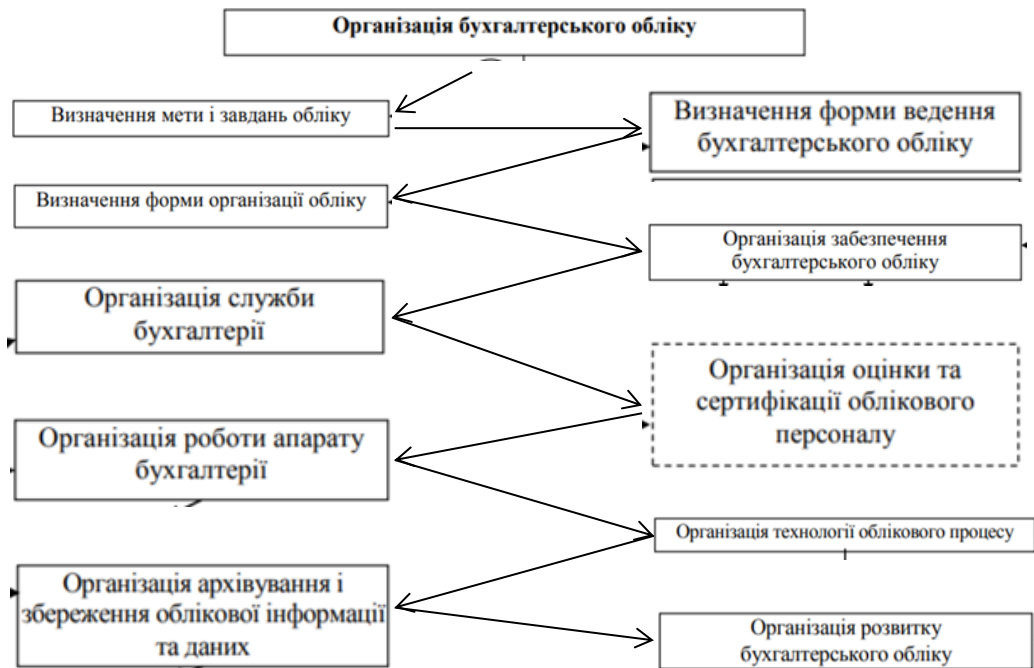 Організація бухгалтерського обліку
Визначення мети і завдань обліку
Визначення форми ведення
бухгалтерського обліку
Визначення форми організації обліку
Організація забезпечення
бухгалтерського обліку
Організація служби
бухгалтерії
Організація оцінки та
сертифікації облікового
персоналу
Організація роботи апарату
бухгалтерії
Організація технології облікового процесу
Організація архівування і
збереження облікової інформації
та даних
Організація розвитку
бухгалтерського обліку